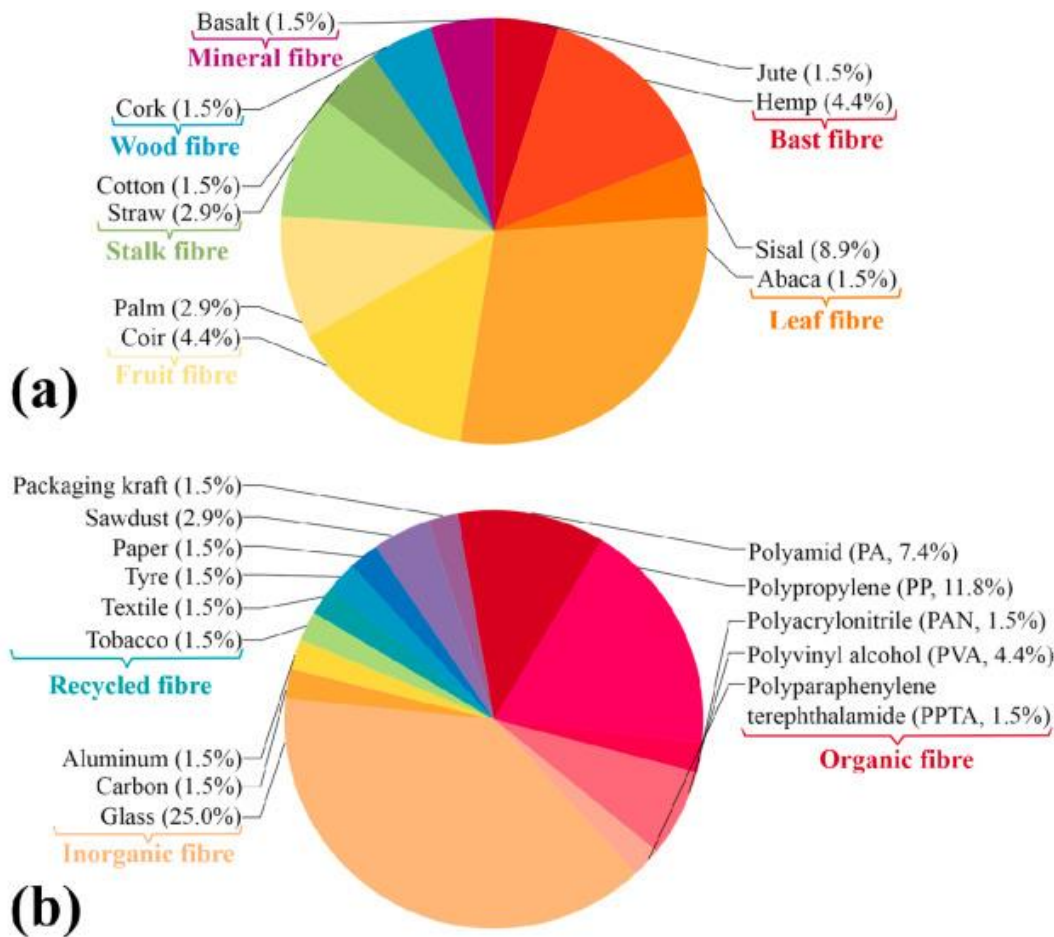 Basalt (1.5%)
Mineral fibre
Cork (1.5%)
Wood fibre
Cotton (1.5%)
Straw (2.9%)
Stalk fibre
Palm (2.9%)
Coir (4.4%)
Fruit fibre
Jute (1.5%)
Hemp (4.4%)
Bast fibre
Sisal (8.9%)
Abaca (1.5%)
Leaf fibre
(a)
Packaging kraft (1.5%)
Sawdust (2.9%)
Paper (1.5%)
Tyre (1.5%)
Textile (1.5%)
Tobacco (1.5%)
Recycled fibre
Aluminum (1.5%)
Carbon (1.5%)
Glass (25.0%)
Inorganic fibre
Polyamid (PA, 7.4%)
Polypropylene (PP, 11.8%)
Polyacrylonitrile (PAN, 1.5%)
Polyvinyl alcohol (PVA, 4.4%)
Polyparaphenylene
terephthalamide (PPTA, 1.5%)
Organic fibre
(b)